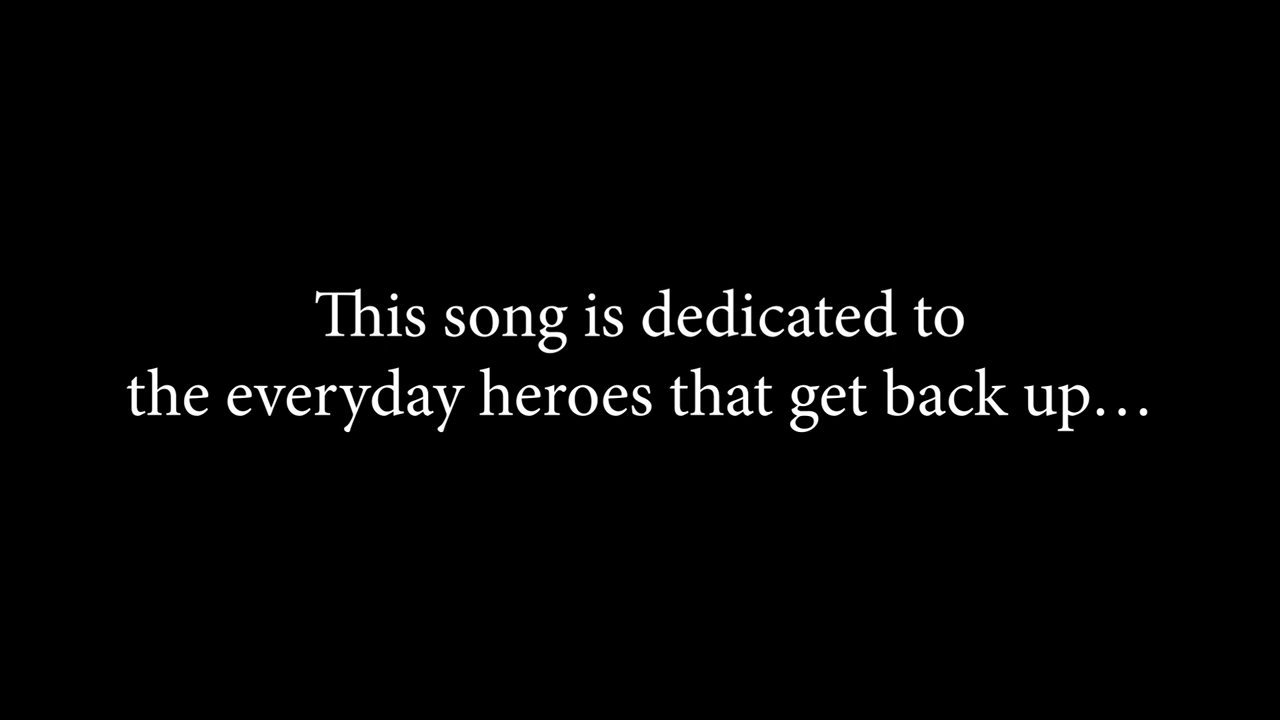 This song is dedicated to
the everyday heroes that get back up…